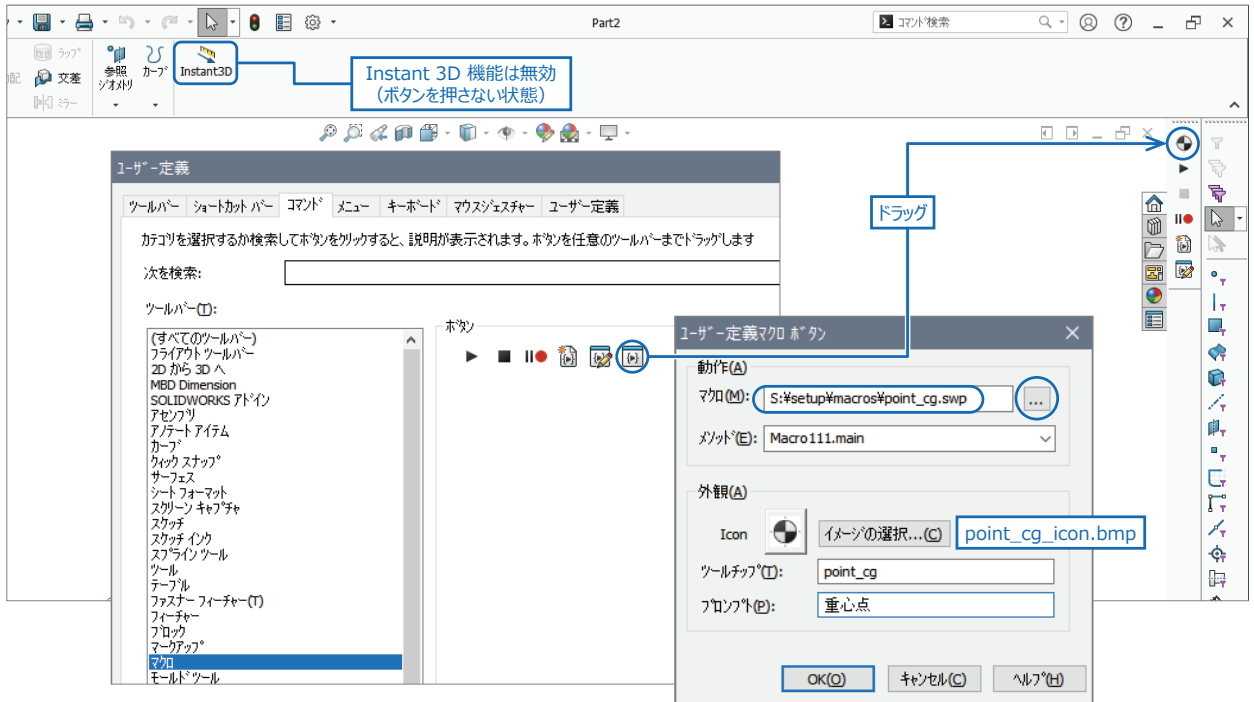 Part2
コマンド検索
ラップ
参照
ジオメトリ
カーブ
Instant3D
配
交差
ミラー
Instant 3D 機能は無効
(ボタンを押さない状態)
ユーザー定義
ツールバー ショートカット バー コマンド メニュー キーボード マウスジェスチャー ユーザー定義
カテゴリを選択するか検索してボタンをクリックすると、説明が表示されます。ボタンを任意のツールバーまでドラッグします
次を検索:
ツールバー(T):
(すべてのツールバー)
フライアウト ツールバー
2D から 3D へ
MBD Dimension
SOLIDWORKS アドイン
アセンブリ
アノテート アイテム
カーブ
クイック スナップ
サーフェス
シート フォーマット
スクリーン キャプチャ
スケッチ
スケッチ インク
スプライン ツール
ツール
テーブル
ファスナー フィーチャー(T)
フィーチャー
ブロック
マークアップ
マクロ
モールド ツール
ボタン
ドラッグ
ユーザー定義マクロ ボタン
動作(A)
マクロ(M): S:¥setup¥macros¥point_cg.swp ...
メソッド(E): Macro111.main
外観(A)
Icon イメージの選択...(C) point_cg_icon.bmp
ツールチップ(T): point_cg
プロンプト(P): 重心点
OK(O) キャンセル(C) ヘルプ(H)